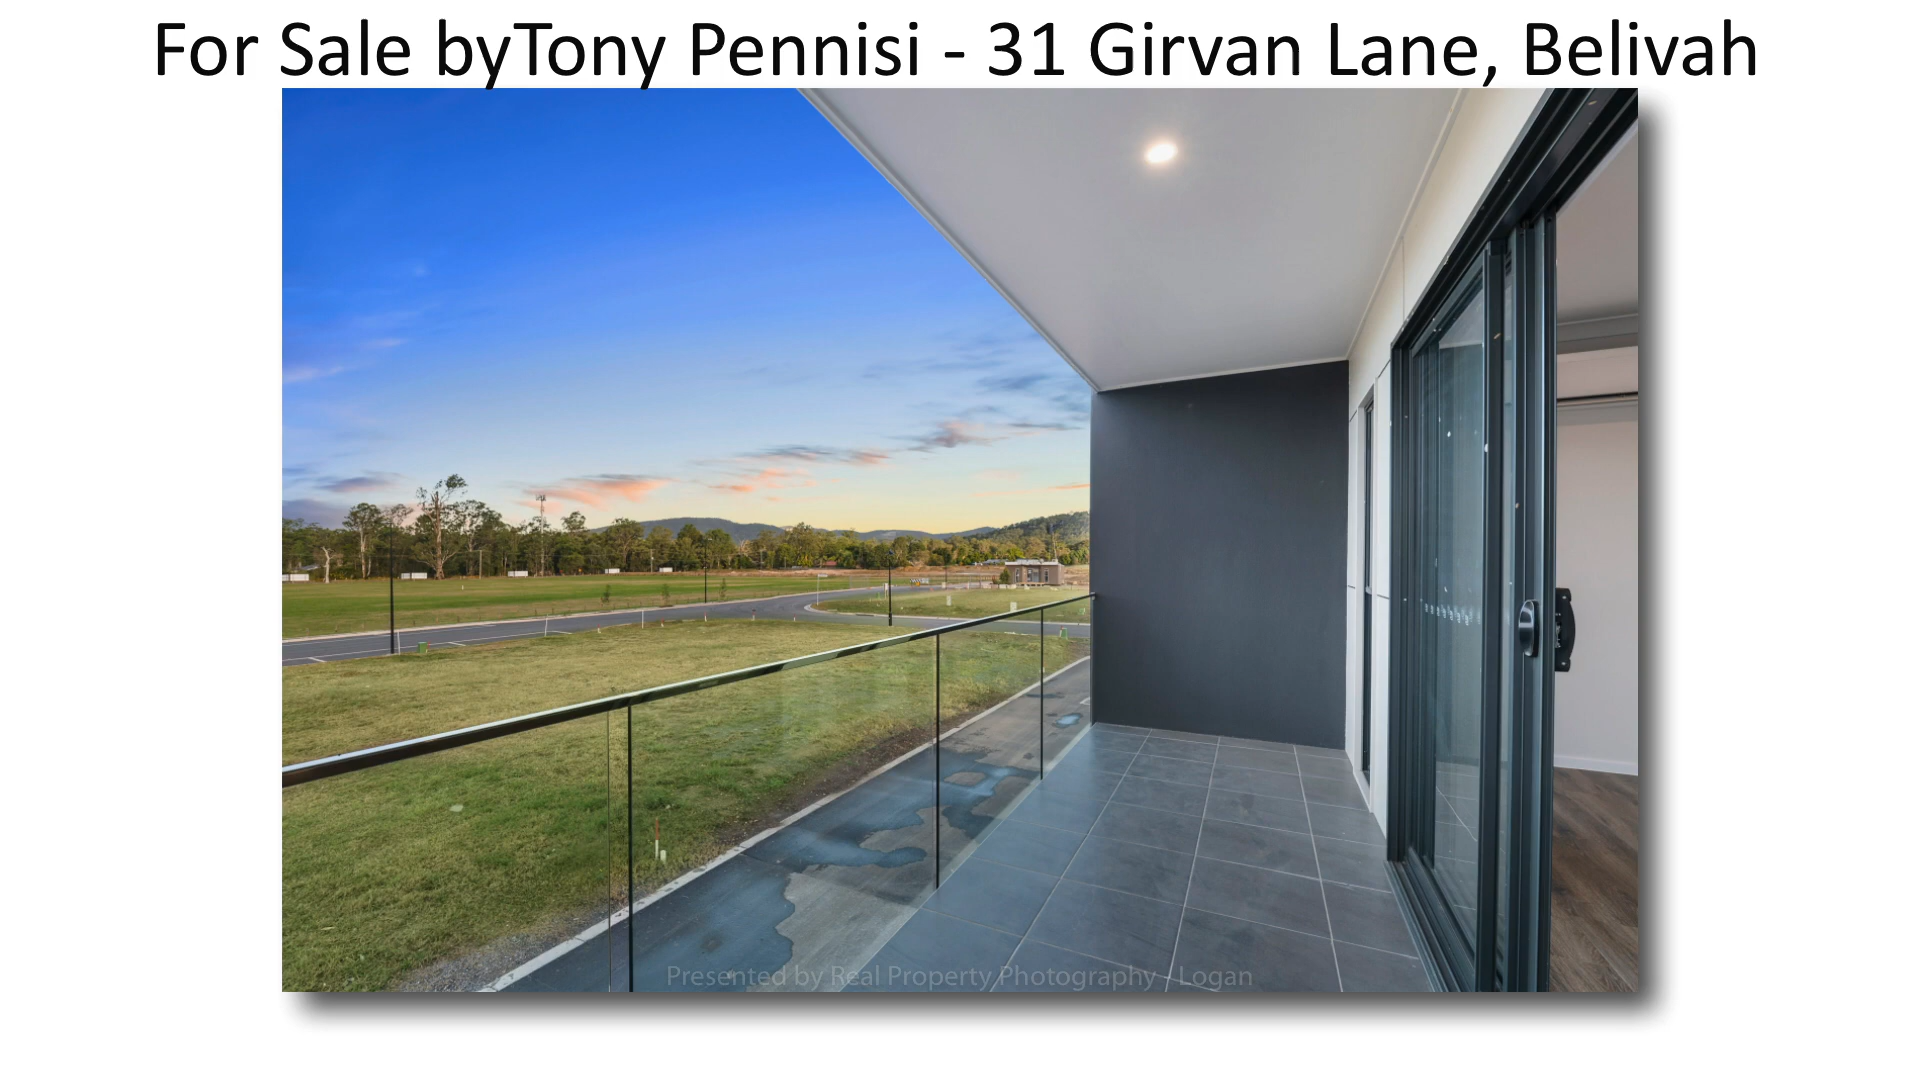 For Sale byTony Pennisi - 31 Girvan Lane, Belivah
Presented by Real Property Photography - Logan